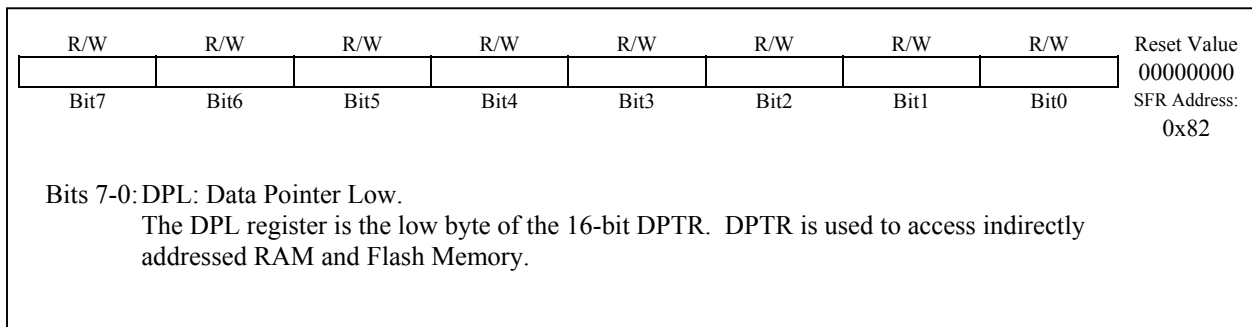 R/W R/W R/W R/W R/W R/W R/W R/W Reset Value
00000000
Bit7 Bit6 Bit5 Bit4 Bit3 Bit2 Bit1 Bit0 SFR Address:
0x82
Bits 7-0: DPL: Data Pointer Low.
The DPL register is the low byte of the 16-bit DPTR. DPTR is used to access indirectly
addressed RAM and Flash Memory.